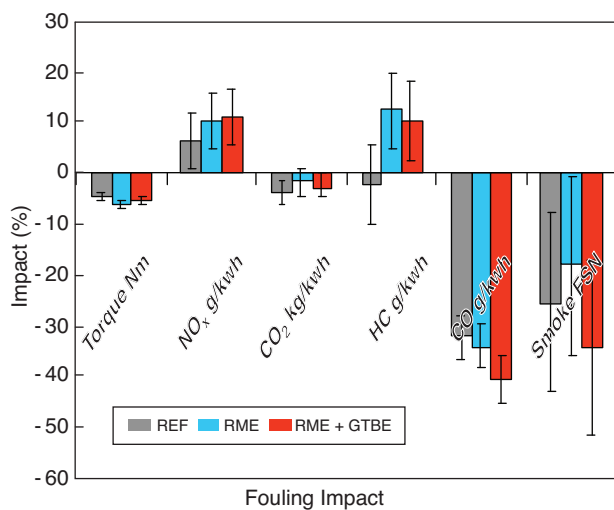 30
20
10
0
-10
-20
-30
-40
-50
-60
Impact (%)
Torque Nm
NOx g/kwh
CO2 kg/kwh
HC g/kwh
CO g/kwh
Smoke FSN
REF RME RME + GTBE
Fouling Impact